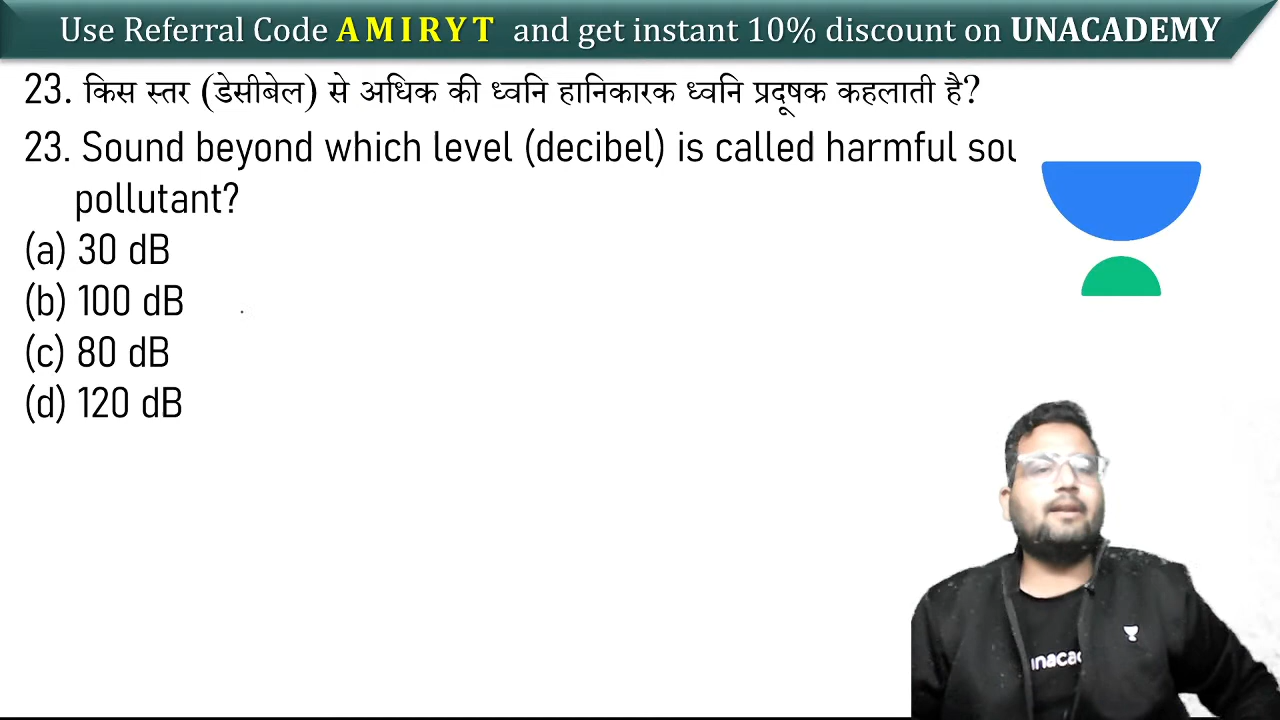 Use Referral Code AMIRYT and get instant 10% discount on UNACADEMY
23. किस स्तर (डेसीबेल) से अधिक की ध्वनि हानिकारक ध्वनि प्रदूषक कहलाती है?
23. Sound beyond which level (decibel) is called harmful
pollutant?
(a) 30 dB
(b) 100 dB
(c) 80 dB
(d) 120 dB